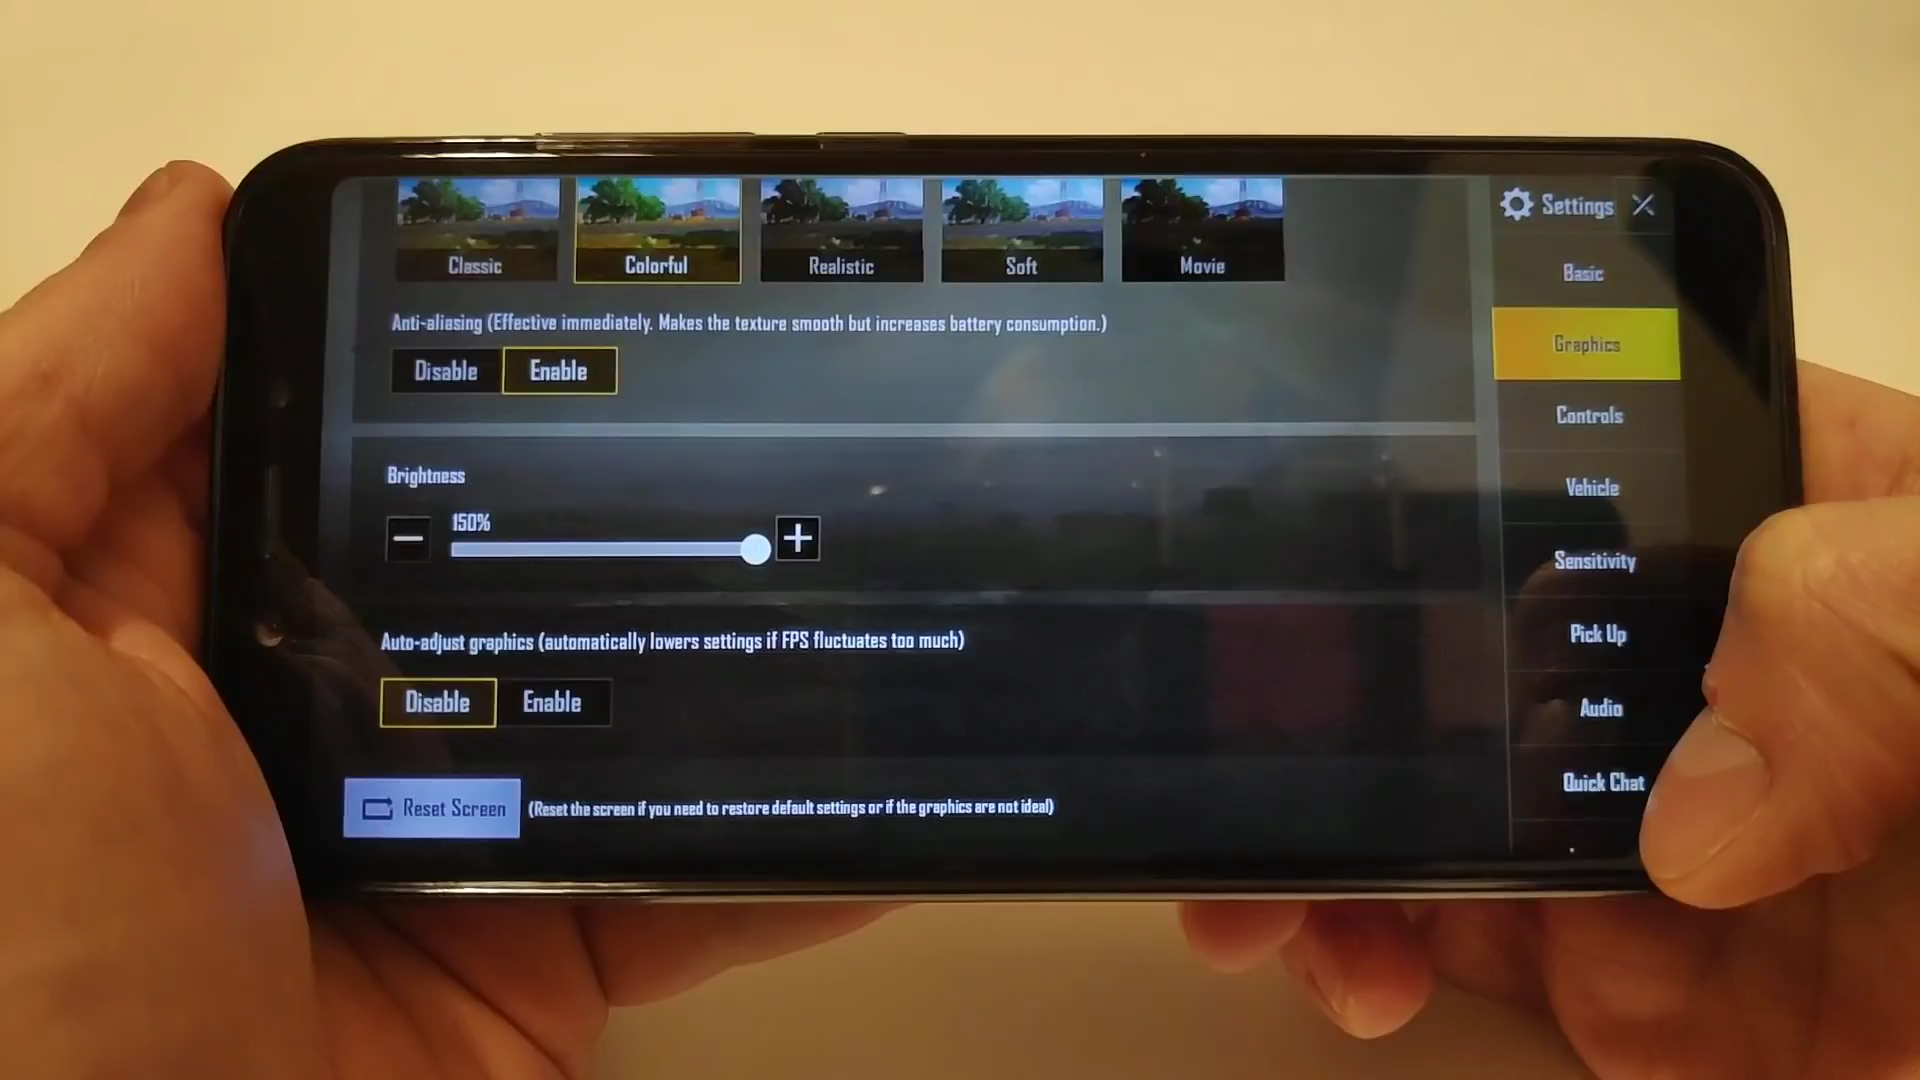 Classic
Colorful
Realistic
Soft
Movie
Anti-aliasing (Effective immediately. Makes the texture smooth but increases battery consumption.)
Disable
Enable
Brightness
150%
Auto-adjust graphics (automatically lowers settings if FPS fluctuates too much)
Disable
Enable
Reset Screen
(Reset the screen if you need to restore default settings or if the graphics are not ideal)
Settings
Basic
Graphics
Controls
Vehicle
Sensitivity
Pick Up
Audio
Quick Chat